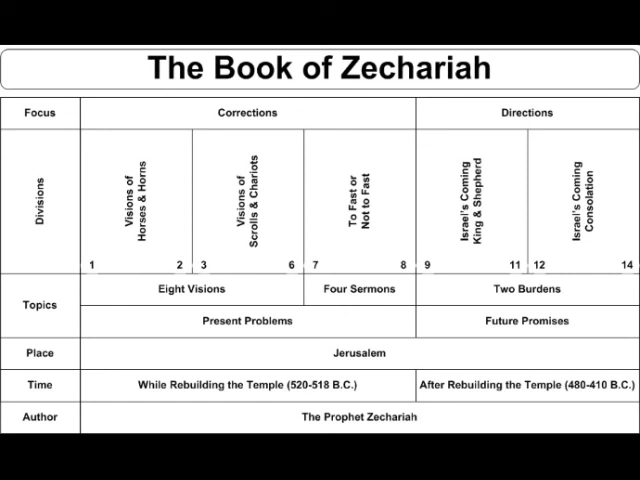 The Book of Zechariah
Focus
Corrections
Directions
Divisions
Visions of
Horses & Horns
Visions of
Scrolls & Chariots
To Fast or
Not to Fast
Israel's Coming
King & Shepherd
Israel's Coming
Consolation
1 2 3 6 7 8 9 11 12 14
Topics
Eight Visions
Four Sermons
Two Burdens
Present Problems
Future Promises
Place
Jerusalem
Time
While Rebuilding the Temple (520-518 B.C.)
After Rebuilding the Temple (480-410 B.C.)
Author
The Prophet Zechariah